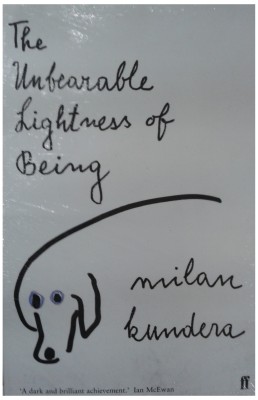 The
Unbearable
Lightness of
Being
milan
kundera
'A dark and brilliant achievement.' Ian McEwan
ff